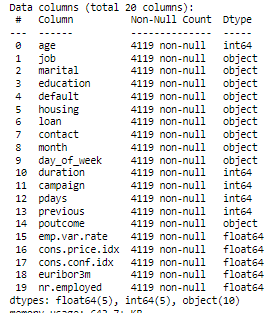 Data columns (total 20 columns):
 #   Column          Non-Null Count  Dtype
---  ------          --------------  -----
 0   age             4119 non-null   int64
 1   job             4119 non-null   object
 2   marital         4119 non-null   object
 3   education       4119 non-null   object
 4   default         4119 non-null   object
 5   housing         4119 non-null   object
 6   loan            4119 non-null   object
 7   contact         4119 non-null   object
 8   month           4119 non-null   object
 9   day_of_week     4119 non-null   object
 10  duration        4119 non-null   int64
 11  campaign        4119 non-null   int64
 12  pdays           4119 non-null   int64
 13  previous        4119 non-null   int64
 14  poutcome        4119 non-null   object
 15  emp.var.rate    4119 non-null   float64
 16  cons.price.idx  4119 non-null   float64
 17  cons.conf.idx   4119 non-null   float64
 18  euribor3m       4119 non-null   float64
 19  nr.employed     4119 non-null   float64
dtypes: float64(5), int64(5), object(10)
memory usage: